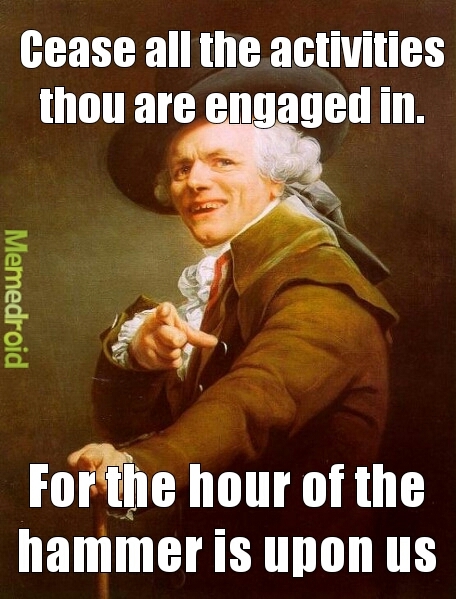 Cease all the activities
thou are engaged in.
Memedroid
For the hour of the
hammer is upon us